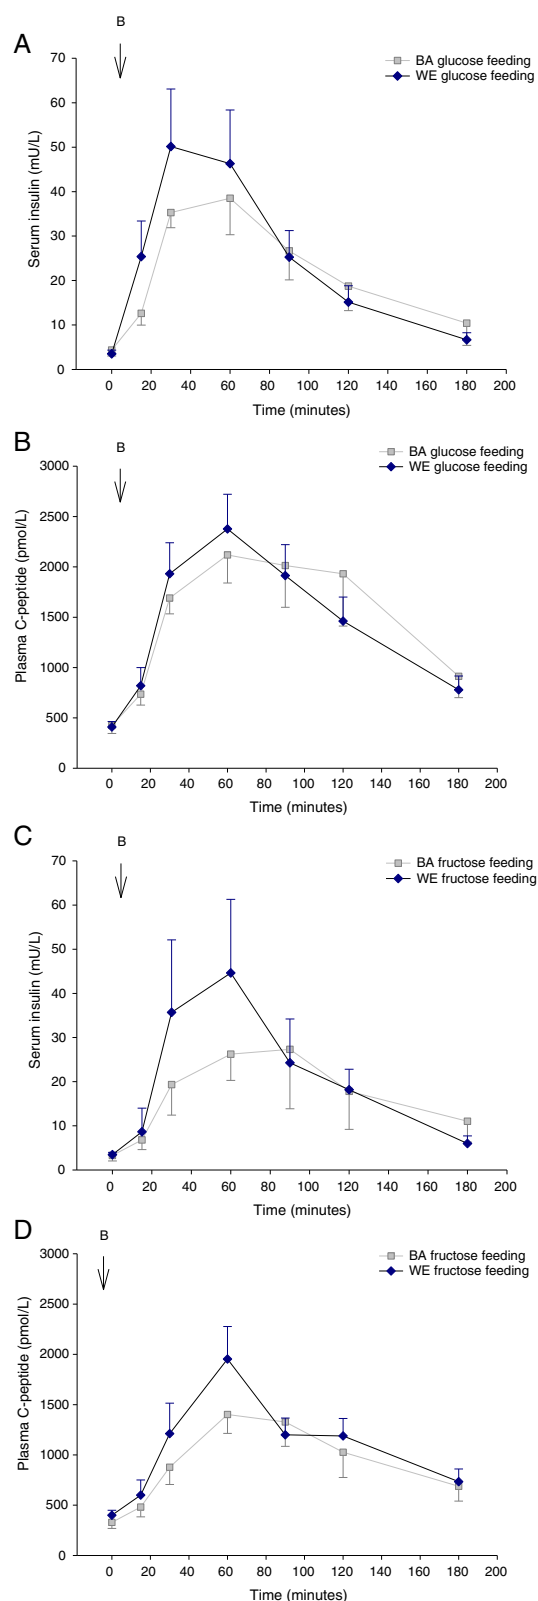 A
B
BA glucose feeding
WE glucose feeding
70
60
50
40
30
20
10
0
Serum insulin (mU/L)
0 20 40 60 80 100 120 140 160 180 200
Time (minutes)
B
B
BA glucose feeding
WE glucose feeding
3000
2500
2000
1500
1000
500
0
Plasma C-peptide (pmol/L)
0 20 40 60 80 100 120 140 160 180 200
Time (minutes)
C
B
BA fructose feeding
WE fructose feeding
70
60
50
40
30
20
10
0
Serum insulin (mU/L)
0 20 40 60 80 100 120 140 160 180 200
Time (minutes)
D
B
BA fructose feeding
WE fructose feeding
3000
2500
2000
1500
1000
500
0
Plasma C-peptide (pmol/L)
0 20 40 60 80 100 120 140 160 180 200
Time (minutes)